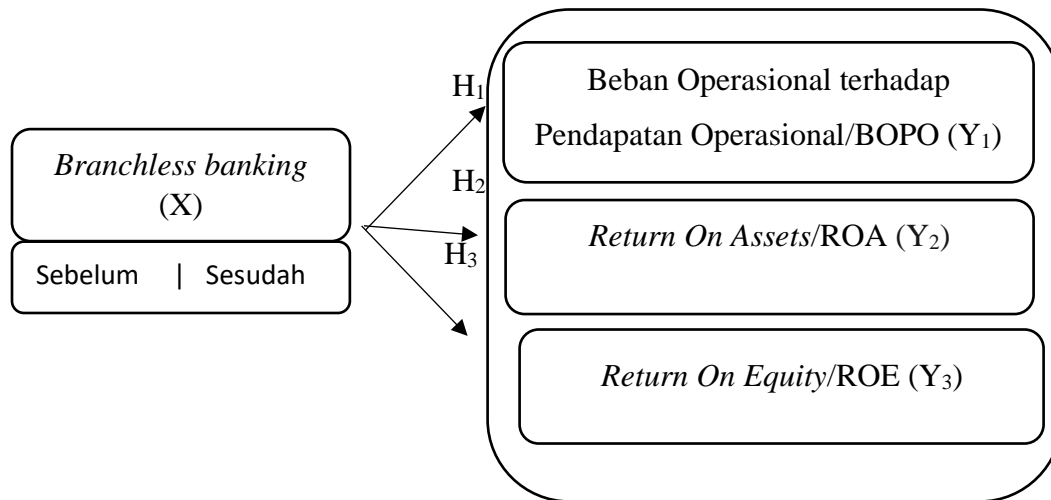 Branchless banking
(X)
Sebelum | Sesudah
H₁
H₂
H₃
Beban Operasional terhadap
Pendapatan Operasional/BOPO (Y₁)
Return On Assets/ROA (Y₂)
Return On Equity/ROE (Y₃)